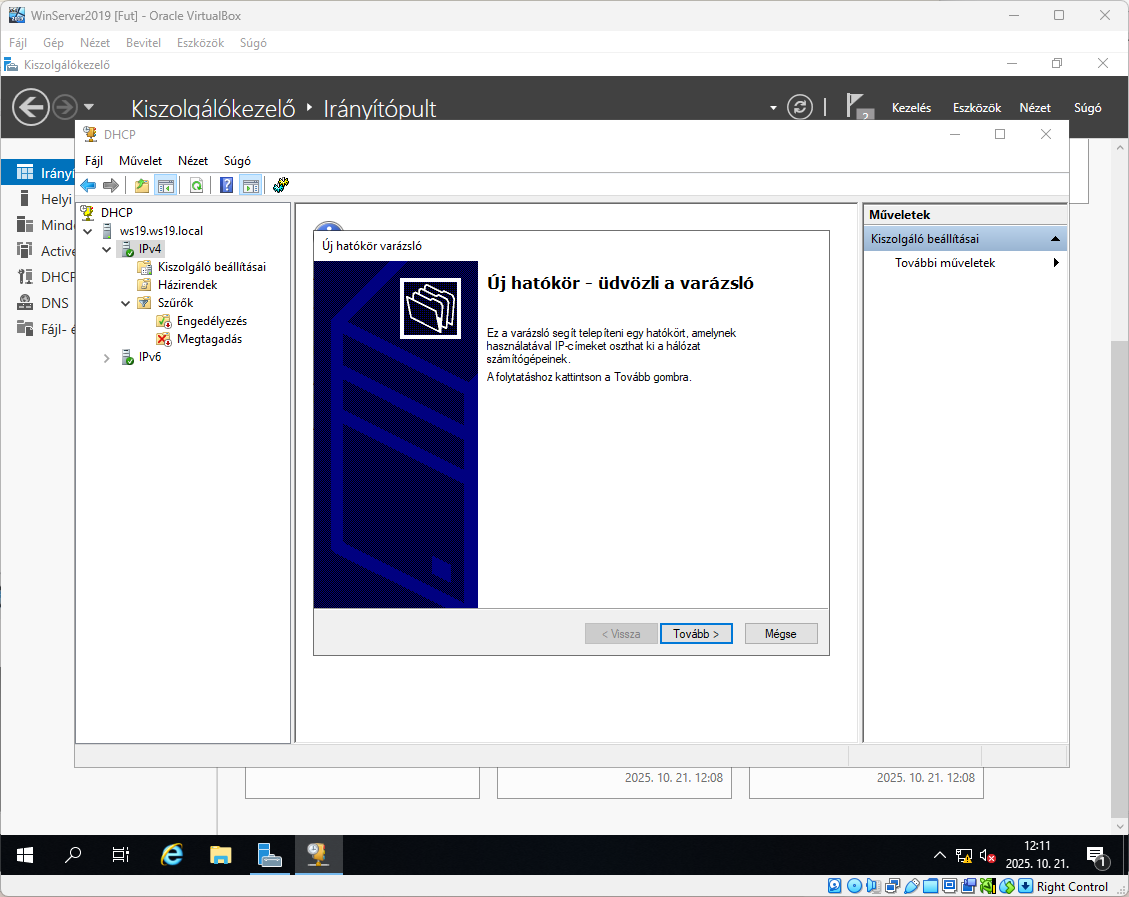 WinServer2019 [Fut] - Oracle VirtualBox
Fájl Gép Nézet Bevitel Eszközök Súgó
Kiszolgálókezelő
Kiszolgálókezelő Irányítópult
Kezelés Eszközök Nézet Súgó
DHCP
Fájl Művelet Nézet Súgó
Irányí
Helyi
Mind
Active
DHCP
DNS
Fájl- é
DHCP
ws19.ws19.local
IPv4
Kiszolgáló beállításai
Házirendek
Szűrők
Engedélyezés
Megtagadás
IPv6
Új hatókör varázsló
Új hatókör - üdvözli a varázsló
Ez a varázsló segít telepíteni egy hatókört, amelynek
használatával IP-címeket oszthat ki a hálózat
számítógépeinek.
A folytatáshoz kattintson a Tovább gombra.
< Vissza Tovább > Mégse
Műveletek
Kiszolgáló beállításai
További műveletek
2025. 10. 21. 12:08
2025. 10. 21. 12:08
12:11
2025. 10. 21.
1
Right Control